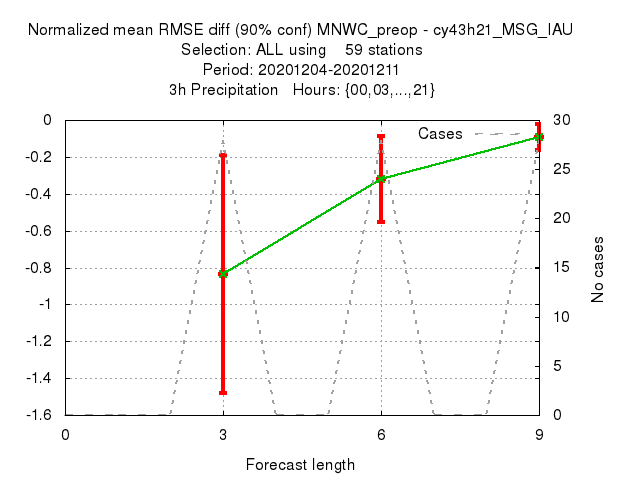 Normalized mean RMSE diff (90% conf) MNWC_preop - cy43h21_MSG_IAU
Selection: ALL using 59 stations
Period: 20201204-20201211
3h Precipitation Hours: {00,03,...,21}
0 30
Cases
-0.2 25
-0.4 20
-0.6
-0.8 15
-1 10
-1.2
-1.4 5
-1.6 0
No cases
0 3 6 9
Forecast length